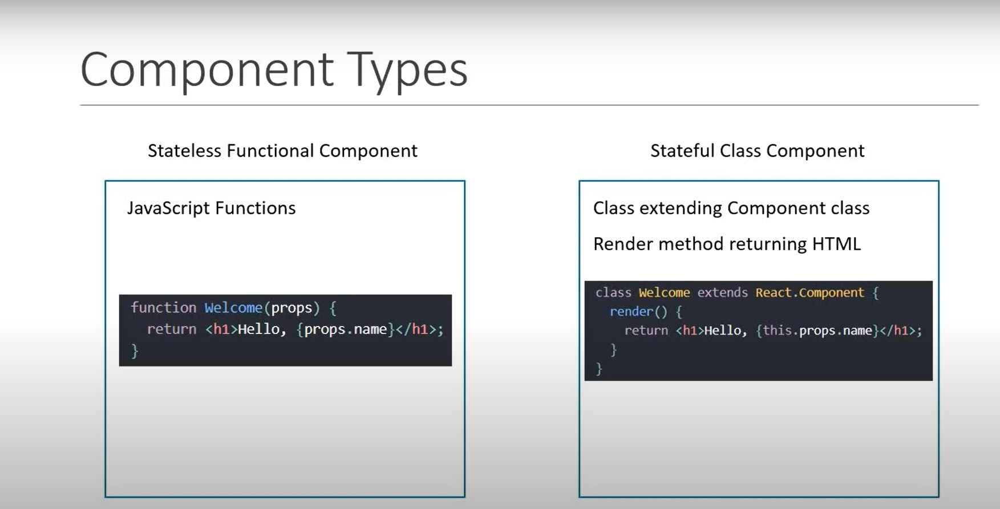 Component Types
Stateless Functional Component
JavaScript Functions
function Welcome(props) {
  return <h1>Hello, {props.name}</h1>;
}
Stateful Class Component
Class extending Component class
Render method returning HTML
class Welcome extends React.Component {
  render() {
    return <h1>Hello, {this.props.name}</h1>;
  }
}